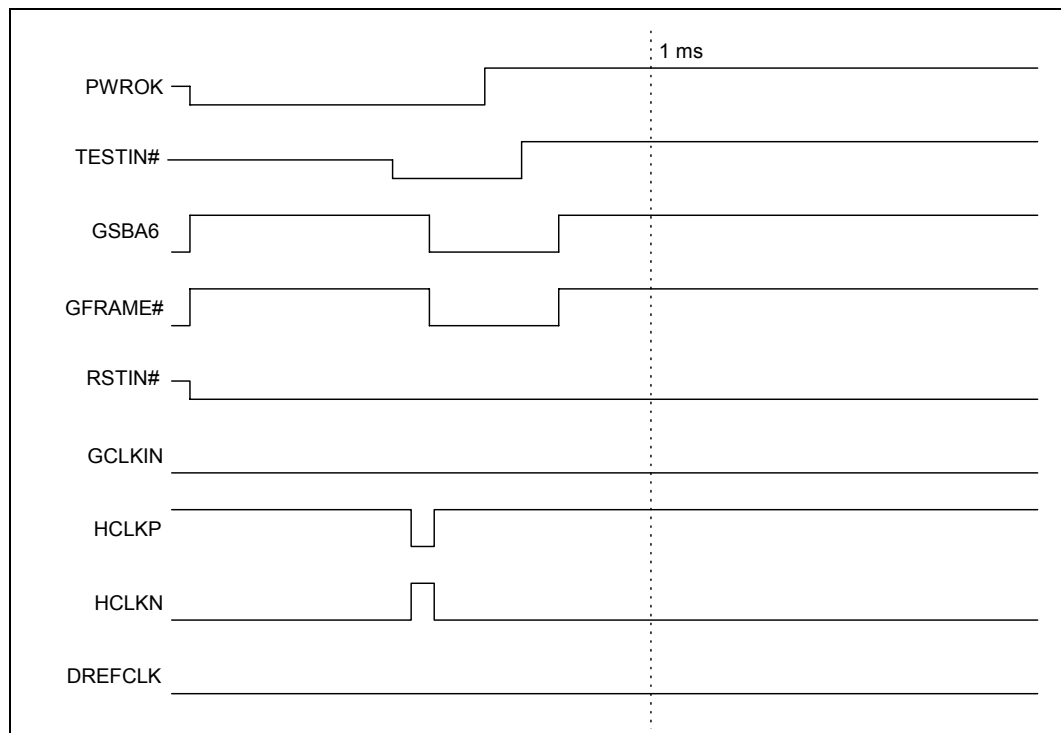 1 ms
PWROK
TESTIN#
GSBA6
GFRAME#
RSTIN#
GCLKIN
HCLKP
HCLKN
DREFCLK